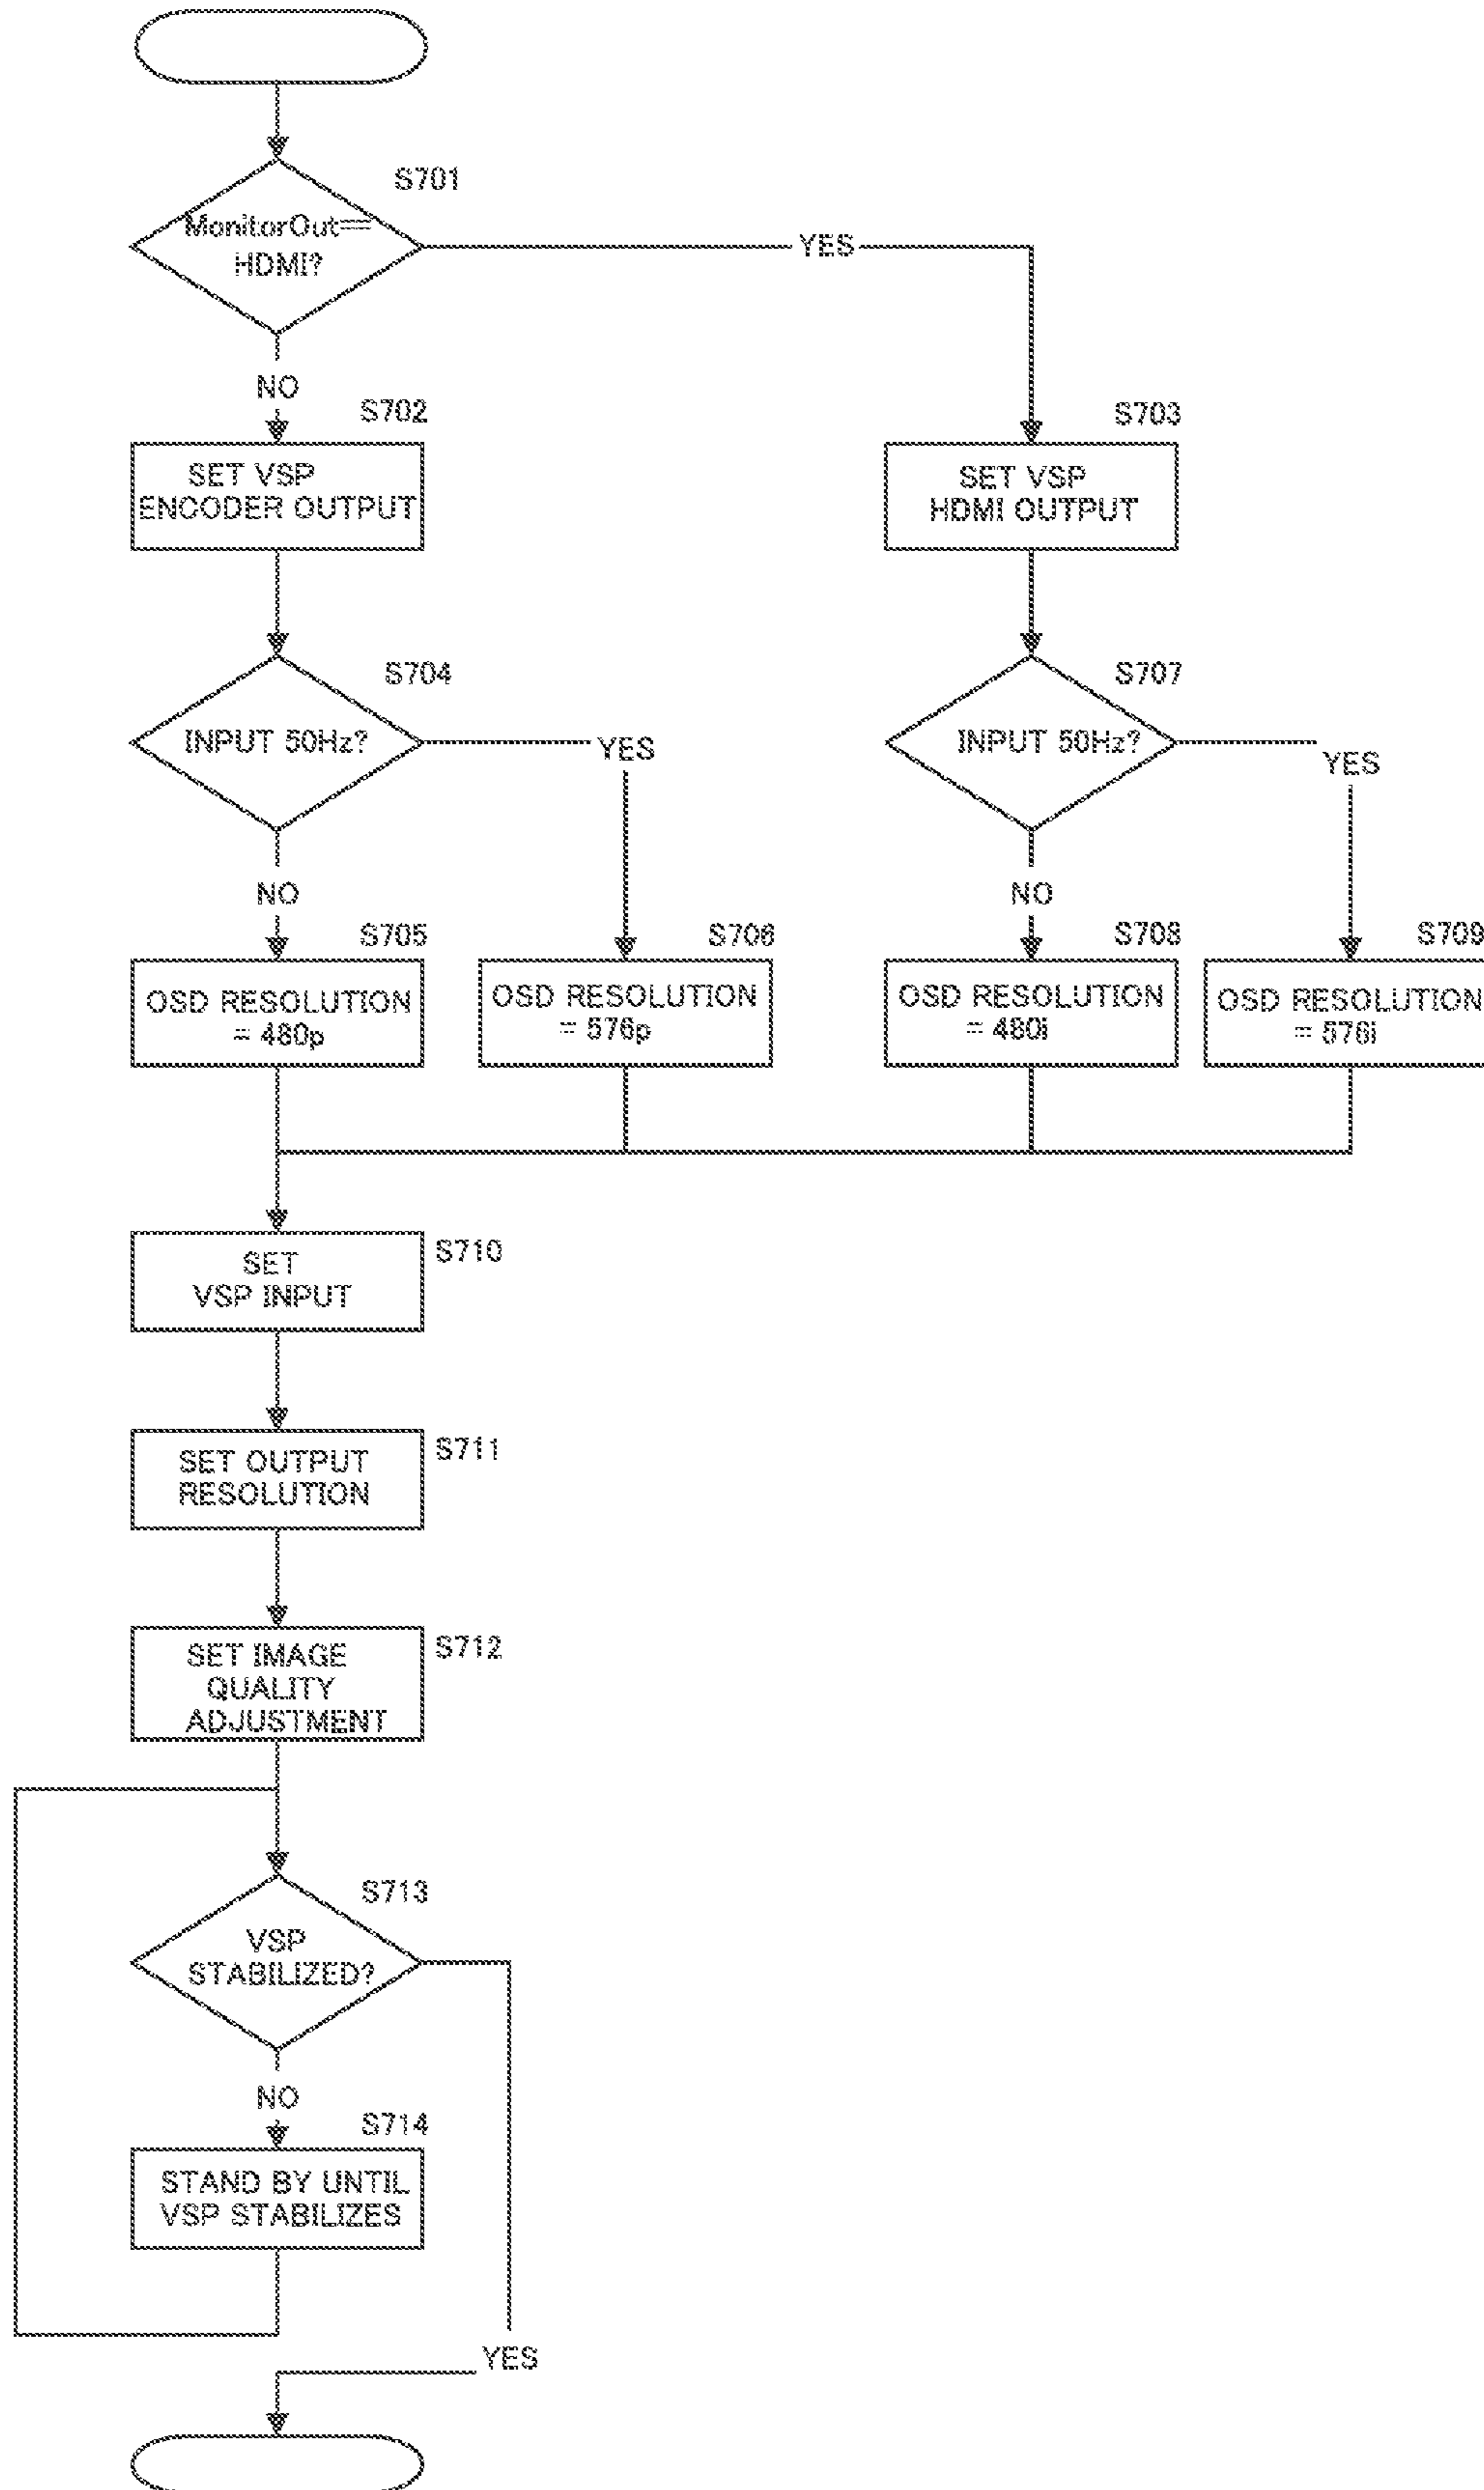 S701
MonitorOut==
HDMI?
YES
NO
S702
S703
SET VSP
ENCODER OUTPUT
SET VSP
HDMI OUTPUT
S704
S707
INPUT 50Hz?
YES
INPUT 50Hz?
YES
NO
NO
S705
S706
S708
S709
OSD RESOLUTION
= 480p
OSD RESOLUTION
= 576p
OSD RESOLUTION
= 480i
OSD RESOLUTION
= 576i
S710
SET
VSP INPUT
S711
SET OUTPUT
RESOLUTION
S712
SET IMAGE
QUALITY
ADJUSTMENT
S713
VSP
STABILIZED?
NO
S714
STAND BY UNTIL
VSP STABILIZES
YES